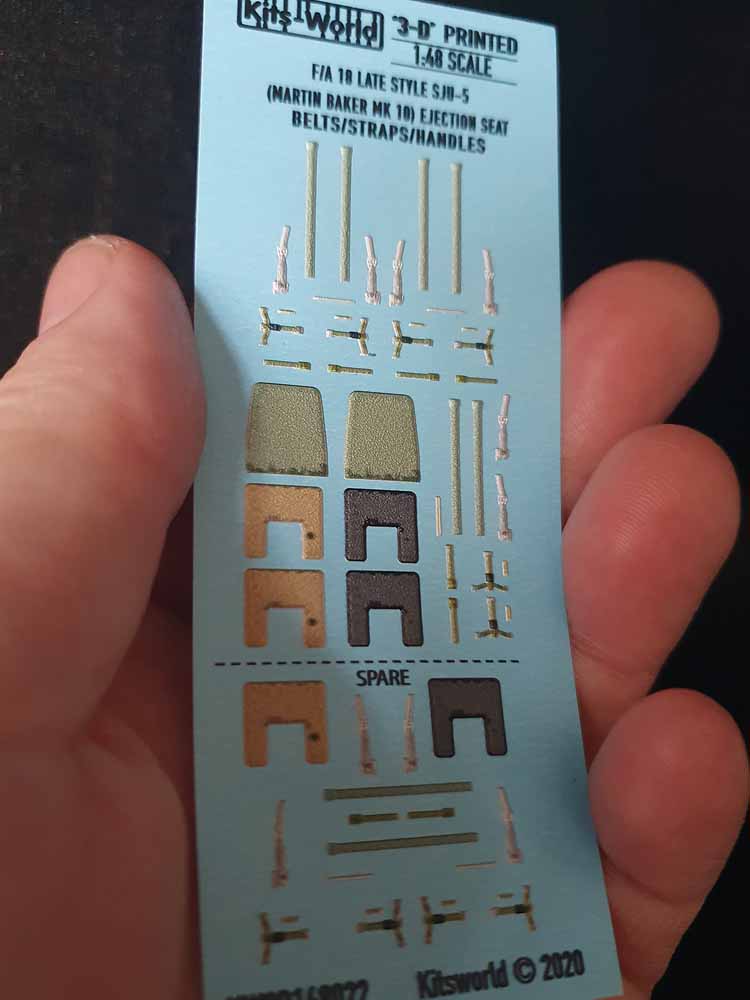 Kits-World "3-D" PRINTED
1:48 SCALE
F/A 18 LATE STYLE SJU-5
(MARTIN BAKER MK 10) EJECTION SEAT
BELTS/STRAPS/HANDLES
SPARE
Kitsworld © 2020